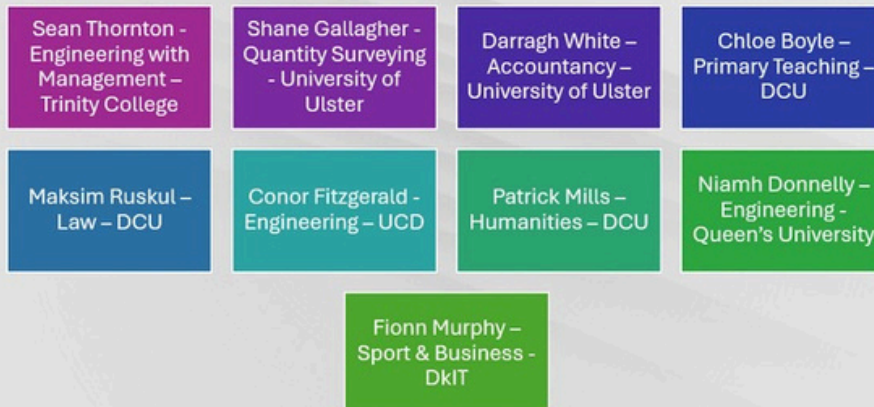 Sean Thornton -
Engineering with
Management –
Trinity College
Shane Gallagher -
Quantity Surveying
- University of
Ulster
Darragh White –
Accountancy –
University of Ulster
Chloe Boyle –
Primary Teaching –
DCU
Maksim Ruskul –
Law – DCU
Conor Fitzgerald -
Engineering – UCD
Patrick Mills –
Humanities – DCU
Niamh Donnelly –
Engineering -
Queen’s University
Fionn Murphy –
Sport & Business -
DkIT